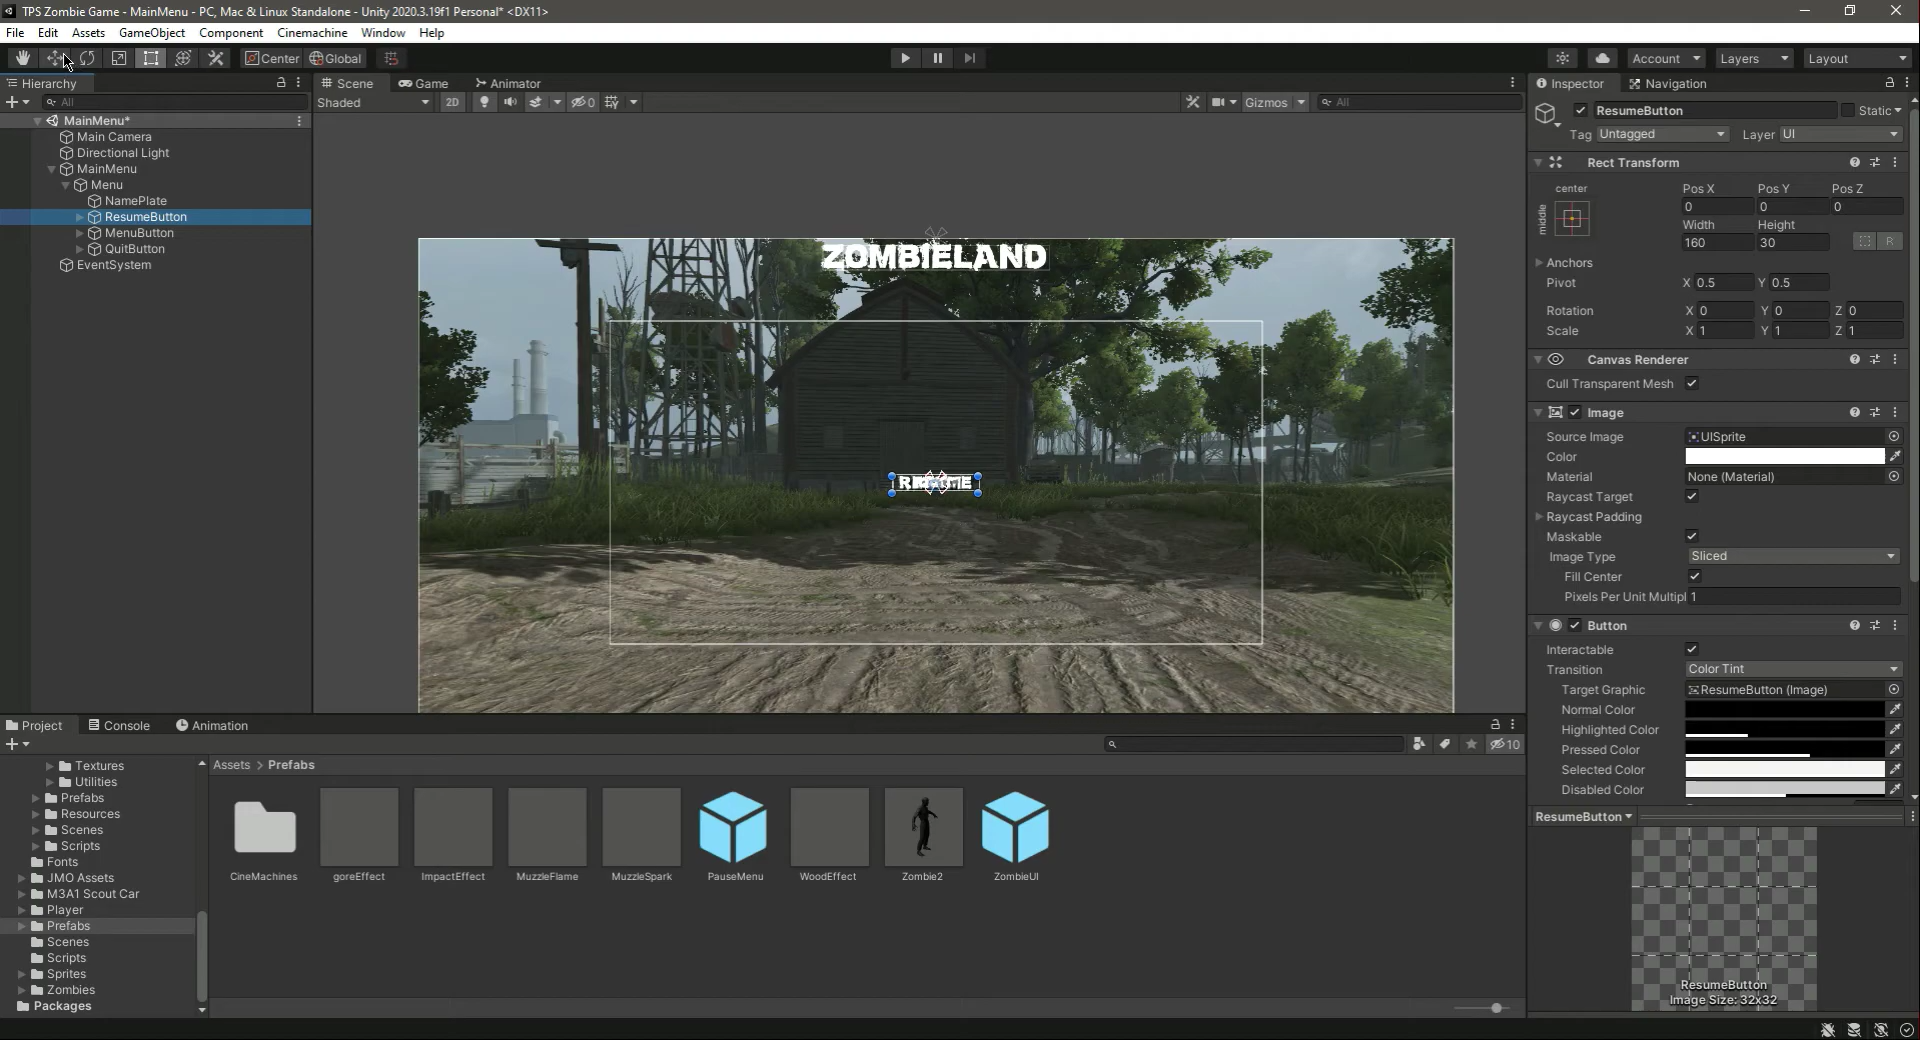 TPS Zombie Game - MainMenu - PC, Mac & Linux Standalone - Unity 2020.3.19f1 Personal* <DX11>
File Edit Assets GameObject Component Cinemachine Window Help
Center Global Account Layers Layout
Hierarchy
All
MainMenu*
Main Camera
Directional Light
MainMenu
Menu
NamePlate
ResumeButton
MenuButton
QuitButton
EventSystem
Scene Game Animator
Shaded 2D 0 Gizmos All
ZOMBIELAND
Inspector Navigation
ResumeButton Static
Tag Untagged Layer UI
Rect Transform
center
middle
Pos X Pos Y Pos Z
0 0 0
Width Height
160 30 R
Anchors
Pivot X 0.5 Y 0.5
Rotation X 0 Y 0 Z 0
Scale X 1 Y 1 Z 1
Canvas Renderer
Cull Transparent Mesh
Image
Source Image UISprite
Color
Material None (Material)
Raycast Target
Raycast Padding
Maskable
Image Type Sliced
Fill Center
Pixels Per Unit Multipl 1
Button
Interactable
Transition Color Tint
Target Graphic ResumeButton (Image)
Normal Color
Highlighted Color
Pressed Color
Selected Color
Disabled Color
ResumeButton
ResumeButton
Image Size: 32x32
Project Console Animation
10
Textures
Utilities
Prefabs
Resources
Scenes
Scripts
Fonts
JMO Assets
M3A1 Scout Car
Player
Prefabs
Scenes
Scripts
Sprites
Zombies
Packages
Assets > Prefabs
CineMachines goreEffect ImpactEffect MuzzleFlame MuzzleSpark PauseMenu WoodEffect Zombie2 ZombieUI